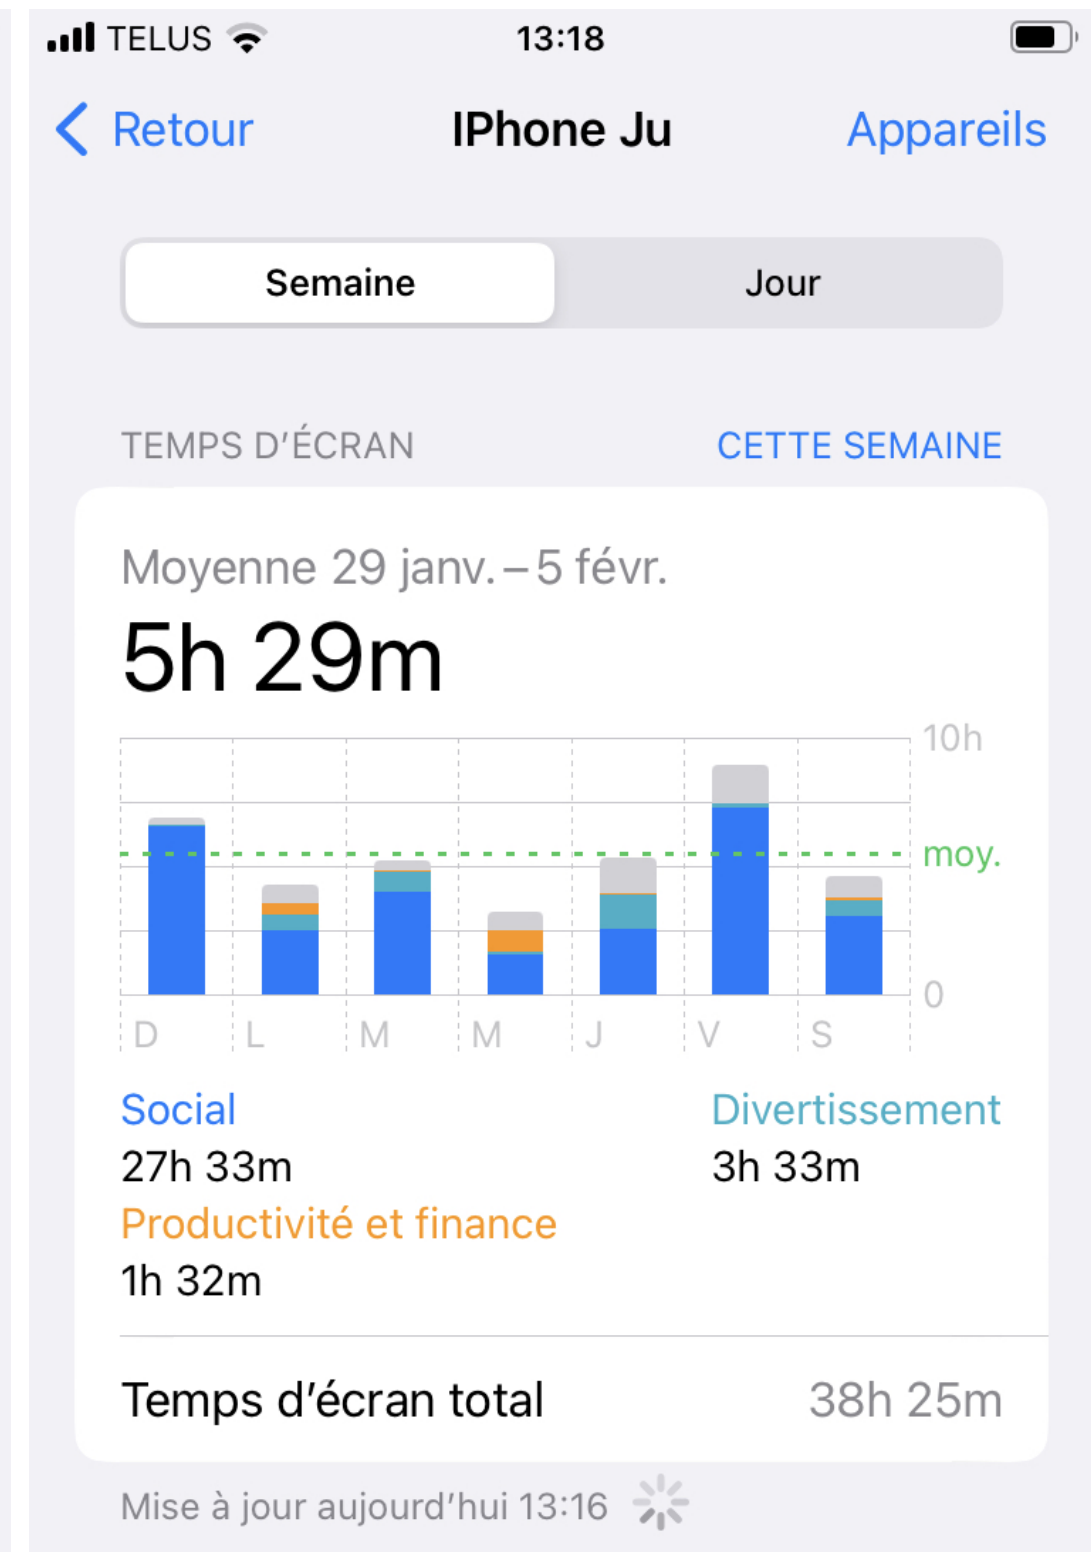 TELUS 13:18
Retour IPhone Ju Appareils
Semaine Jour
TEMPS D'ÉCRAN CETTE SEMAINE
Moyenne 29 janv. – 5 févr.
5h 29m
10h
moy.
0
D L M M J V S
Social Divertissement
27h 33m 3h 33m
Productivité et finance
1h 32m
Temps d'écran total 38h 25m
Mise à jour aujourd'hui 13:16